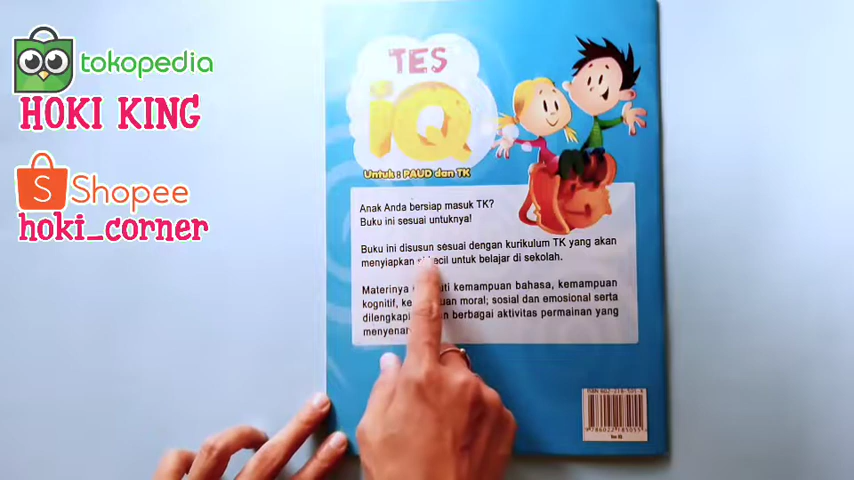 tokopedia
HOKI KING
Shopee
hoki_corner
TES
iQ
Untuk : PAUD dan TK
Anak Anda bersiap masuk TK?
Buku ini sesuai untuknya!
Buku ini disusun sesuai dengan kurikulum TK yang akan
menyiapkan kecil untuk belajar di sekolah.
Materinya kemampuan bahasa, kemampuan
kognitif, moral; sosial dan emosional serta
dilengkapi berbagai aktivitas permainan yang